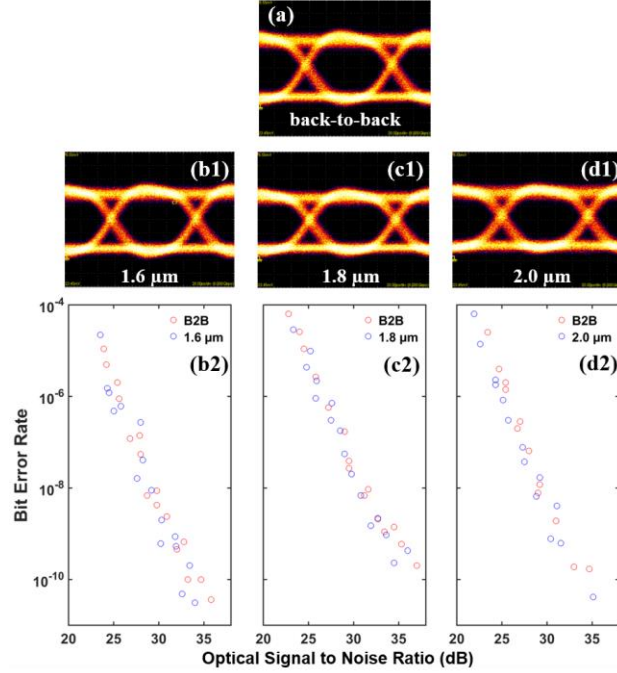 (a)
back-to-back
(b1)
1.6 µm
(c1)
1.8 µm
(d1)
2.0 µm
Bit Error Rate
10⁻⁴
10⁻⁶
10⁻⁸
10⁻¹⁰
B2B
1.6 µm
(b2)
B2B
1.8 µm
(c2)
B2B
2.0 µm
(d2)
20 25 30 35
20 25 30 35
20 25 30 35
Optical Signal to Noise Ratio (dB)